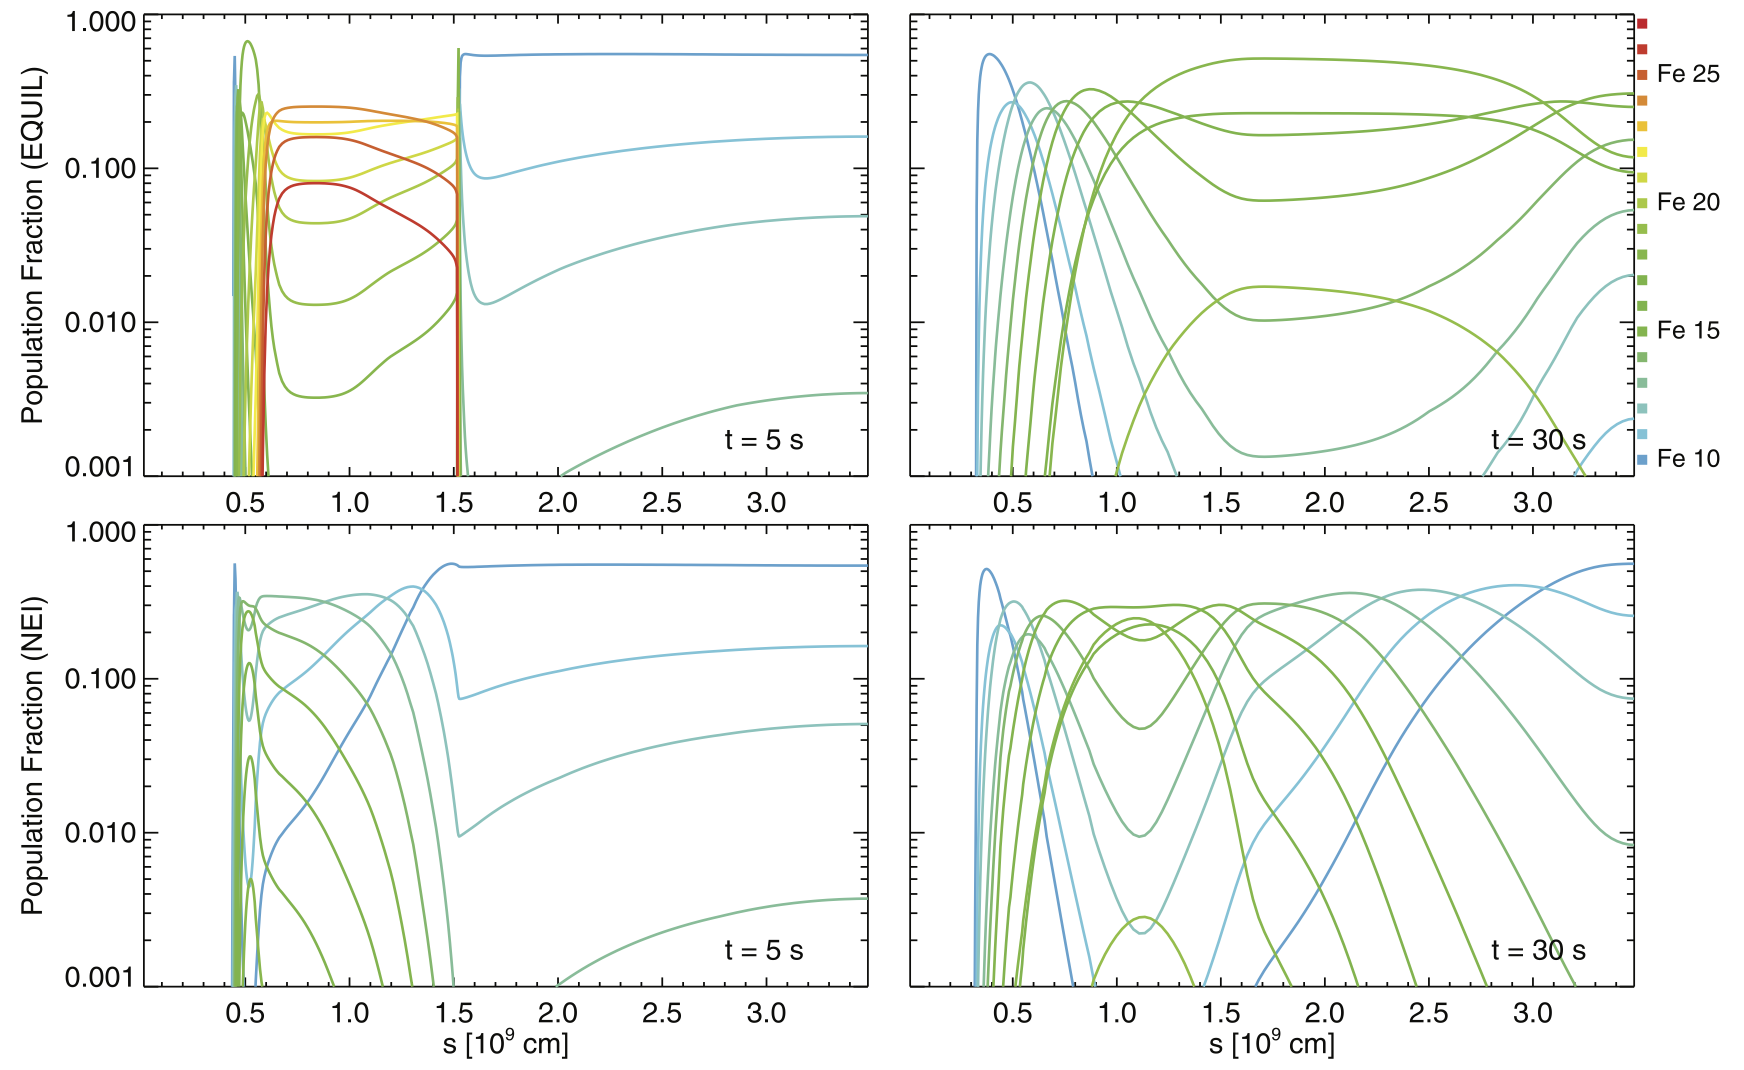 Population Fraction (EQUIL)
1.000
0.100
0.010
0.001
t = 5 s
0.5 1.0 1.5 2.0 2.5 3.0
t = 30 s
0.5 1.0 1.5 2.0 2.5 3.0
Fe 25
Fe 20
Fe 15
Fe 10
Population Fraction (NEI)
1.000
0.100
0.010
0.001
t = 5 s
0.5 1.0 1.5 2.0 2.5 3.0
s [10⁹ cm]
t = 30 s
0.5 1.0 1.5 2.0 2.5 3.0
s [10⁹ cm]